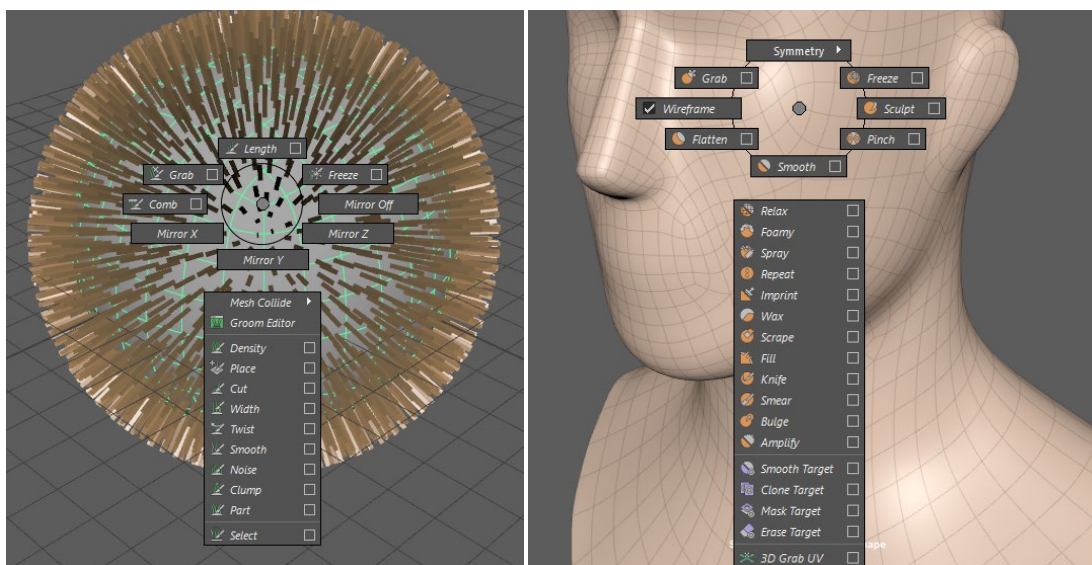 Length
Grab
Freeze
Comb
Mirror Off
Mirror X
Mirror Z
Mirror Y
Mesh Collide
Groom Editor
Density
Place
Cut
Width
Twist
Smooth
Noise
Clump
Part
Select
Symmetry
Grab
Freeze
Wireframe
Sculpt
Flatten
Pinch
Smooth
Relax
Foamy
Spray
Repeat
Imprint
Wax
Scrape
Fill
Knife
Smear
Bulge
Amplify
Smooth Target
Clone Target
Mask Target
Erase Target
3D Grab UV